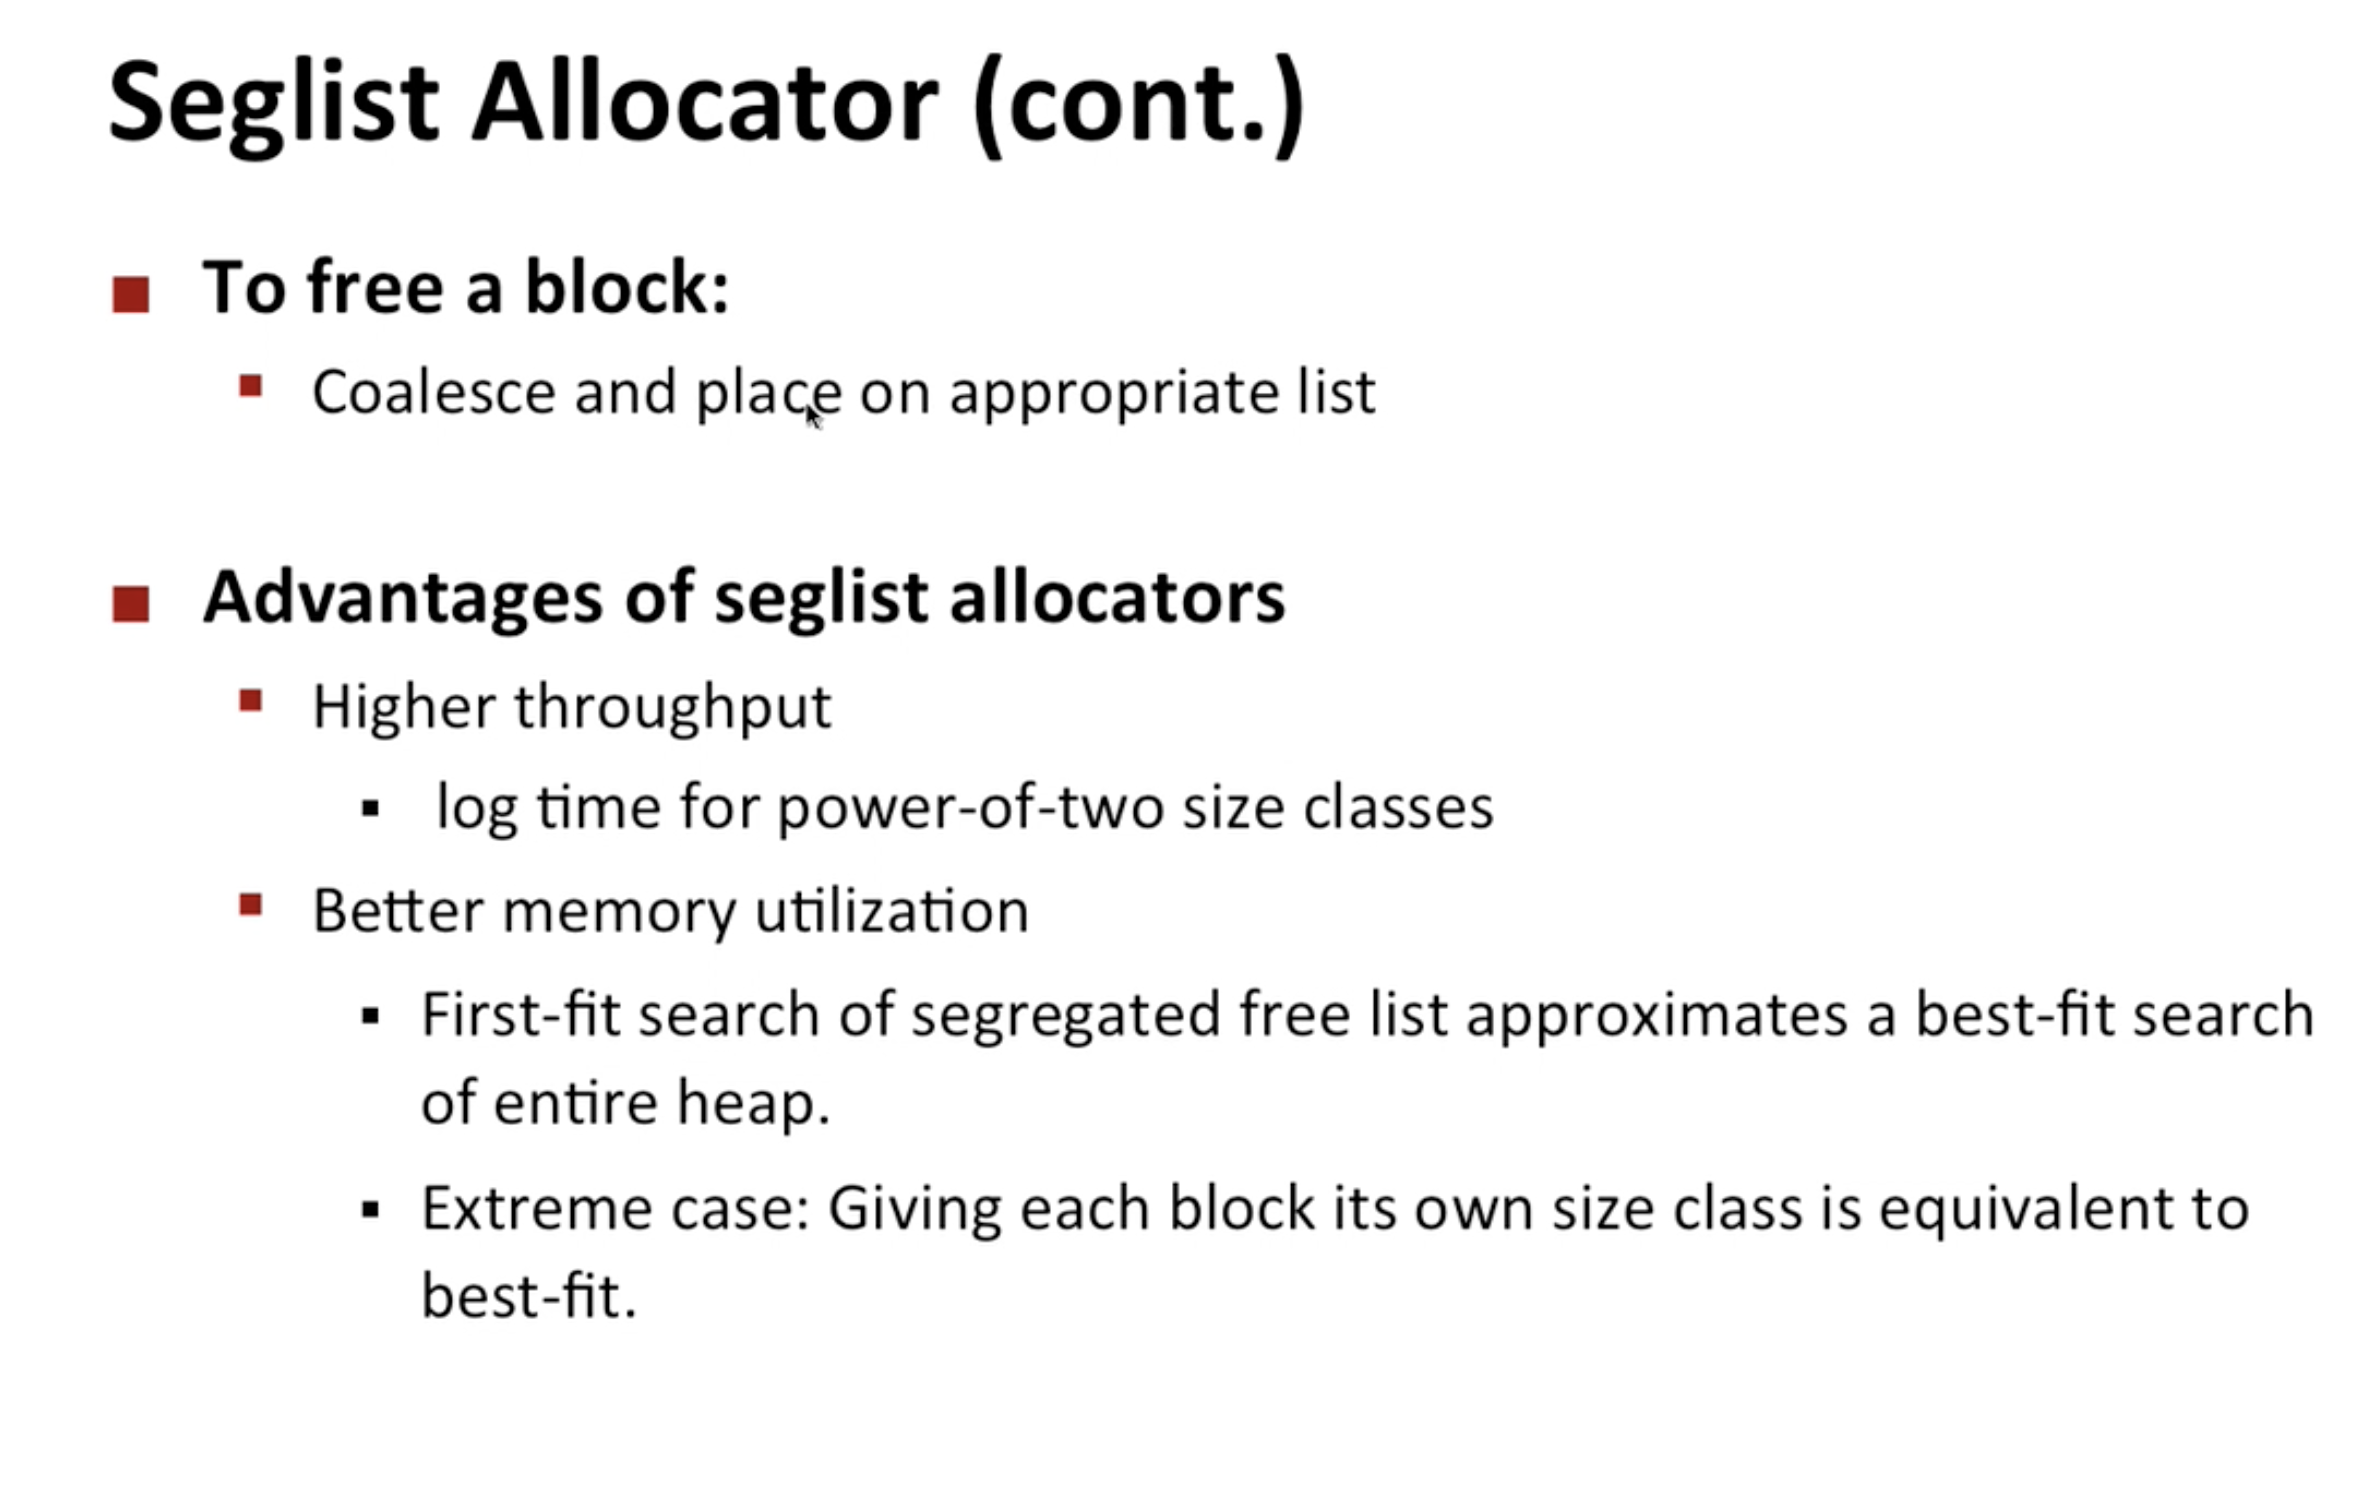 Seglist Allocator (cont.)
To free a block:
Coalesce and place on appropriate list
Advantages of seglist allocators
Higher throughput
log time for power-of-two size classes
Better memory utilization
First-fit search of segregated free list approximates a best-fit search
of entire heap.
Extreme case: Giving each block its own size class is equivalent to
best-fit.